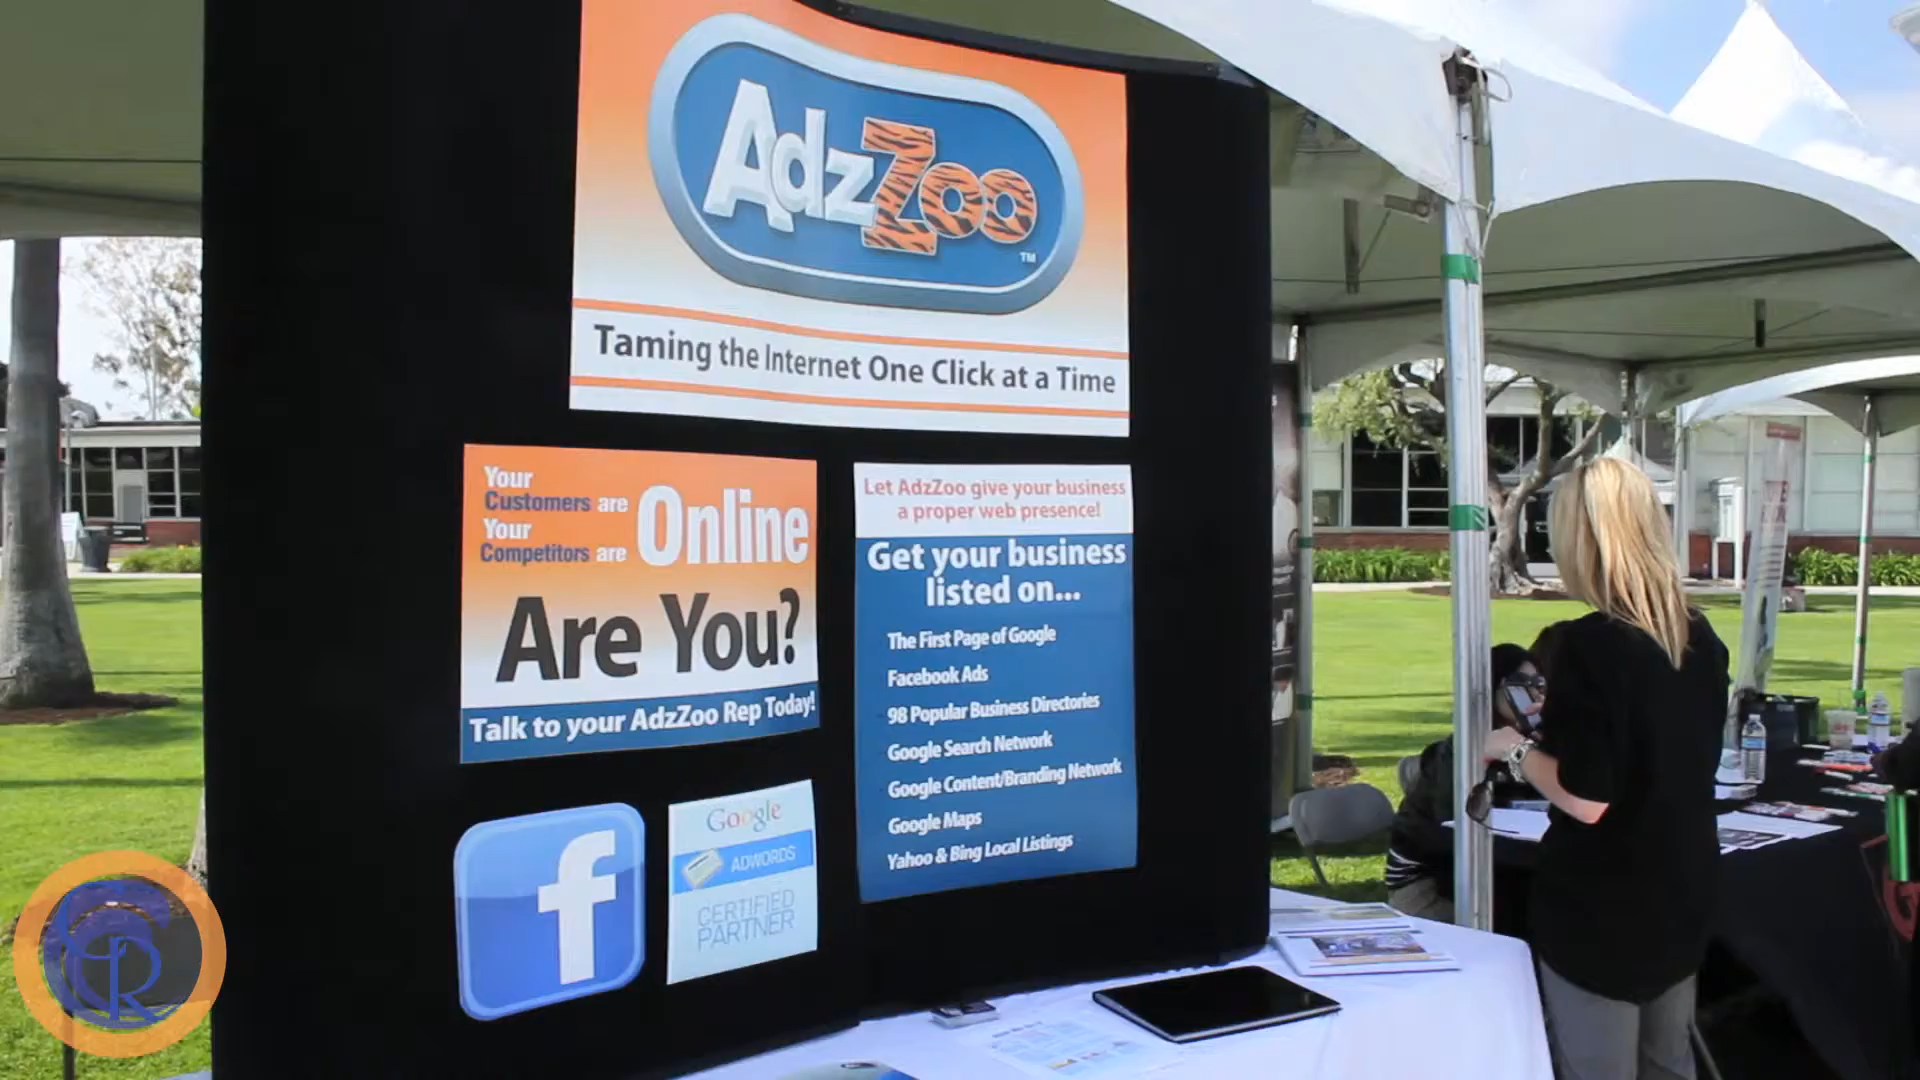 AdzZoo
TM
Taming the Internet One Click at a Time
Your
Customers are
Your
Competitors are
Online
Are You?
Talk to your AdzZoo Rep Today!
Let AdzZoo give your business
a proper web presence!
Get your business
listed on...
The First Page of Google
Facebook Ads
98 Popular Business Directories
Google Search Network
Google Content/Branding Network
Google Maps
Yahoo & Bing Local Listings
f
Google
ADWORDS
CERTIFIED
PARTNER